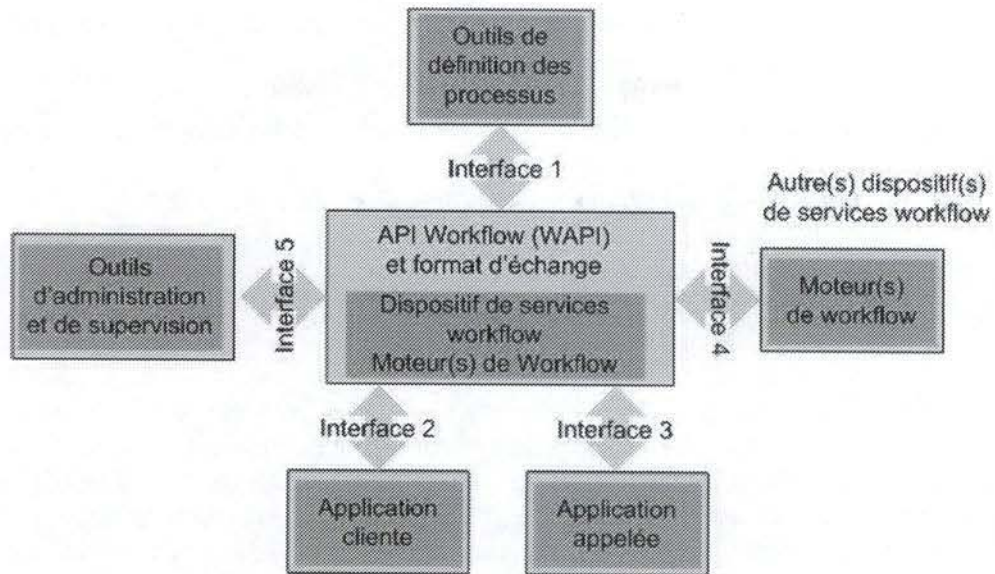 Outils de
définition des
processus
Interface 1
Autre(s) dispositif(s)
de services workflow
API Workflow (WAPI)
et format d'échange
Dispositif de services
workflow
Moteur(s) de Workflow
Interface 5
Outils
d'administration
et de supervision
Interface 4
Moteur(s)
de workflow
Interface 2
Interface 3
Application
cliente
Application
appelée